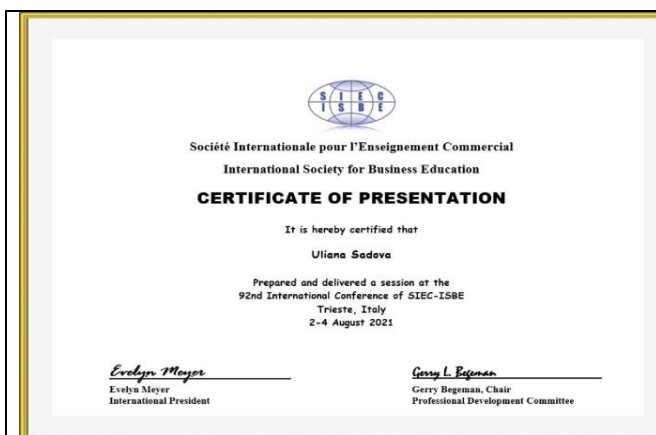 S I E C
I S B E
Société Internationale pour l'Enseignement Commercial
International Society for Business Education
CERTIFICATE OF PRESENTATION
It is hereby certified that
Uliana Sadova
Prepared and delivered a session at the
92nd International Conference of SIEC-ISBE
Trieste, Italy
2-4 August 2021
Evelyn Meyer
Evelyn Meyer
International President
Gerry L. Begeman
Gerry Begeman, Chair
Professional Development Committee